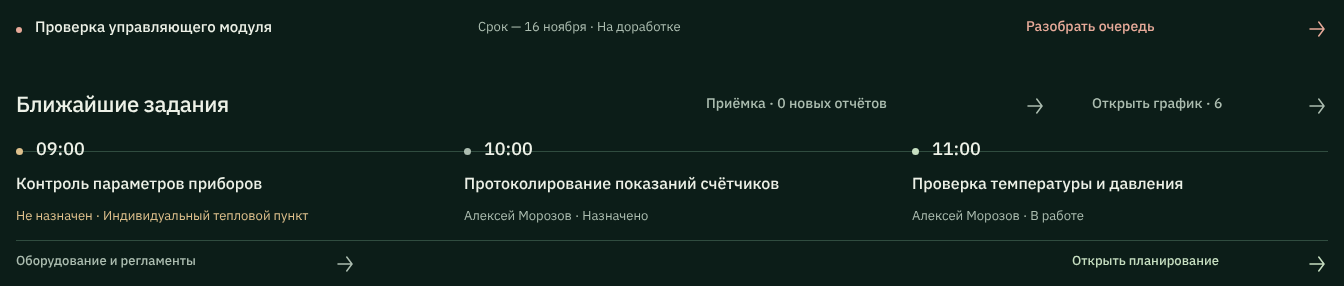 Проверка управляющего модуля
Срок — 16 ноября · На доработке
Разобрать очередь
Ближайшие задания
Приёмка · 0 новых отчётов
Открыть график · 6
09:00
10:00
11:00
Контроль параметров приборов
Протоколирование показаний счётчиков
Проверка температуры и давления
Не назначен · Индивидуальный тепловой пункт
Алексей Морозов · Назначено
Алексей Морозов · В работе
Оборудование и регламенты
Открыть планирование